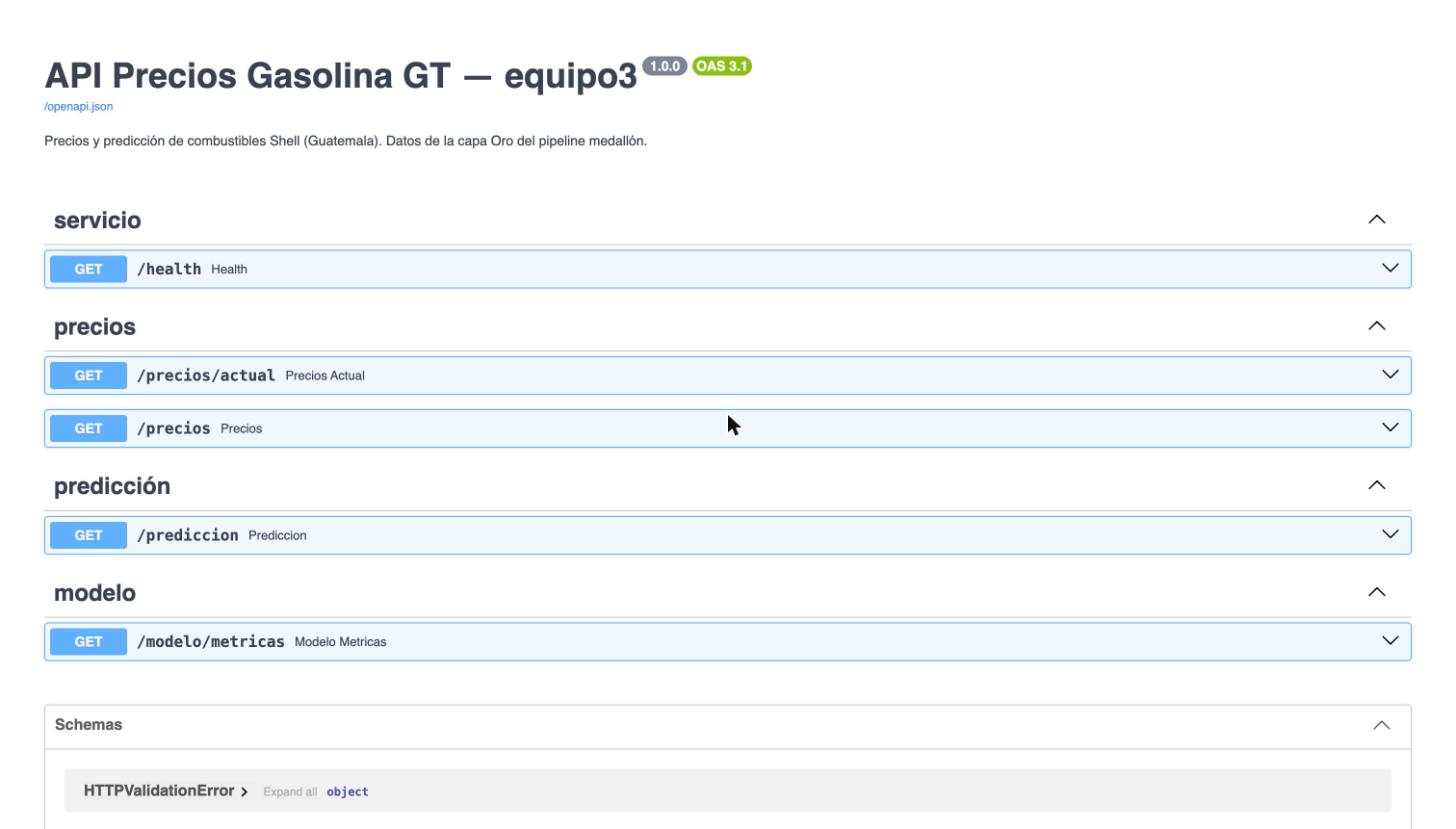 API Precios Gasolina GT — equipo3 1.0.0 OAS 3.1
/openapi.json
Precios y predicción de combustibles Shell (Guatemala). Datos de la capa Oro del pipeline medallón.
servicio
GET /health Health
precios
GET /precios/actual Precios Actual
GET /precios Precios
predicción
GET /prediccion Prediccion
modelo
GET /modelo/metricas Modelo Metricas
Schemas
HTTPValidationError Expand all object